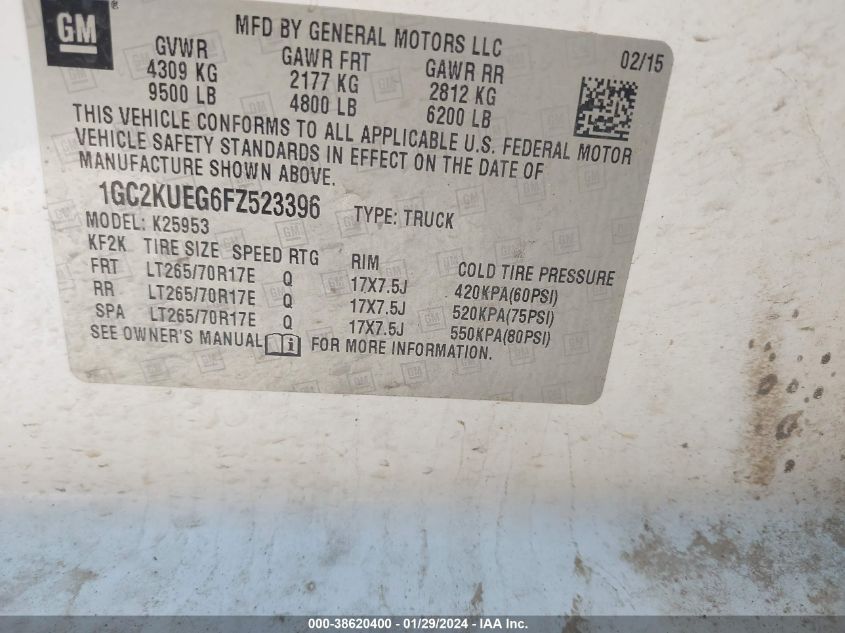 GM
MFD BY GENERAL MOTORS LLC
GVWR GAWR FRT GAWR RR 02/15
4309 KG 2177 KG 2812 KG
9500 LB 4800 LB 6200 LB
THIS VEHICLE CONFORMS TO ALL APPLICABLE U.S. FEDERAL MOTOR
VEHICLE SAFETY STANDARDS IN EFFECT ON THE DATE OF
MANUFACTURE SHOWN ABOVE.
1GC2KUEG6FZ523396 TYPE: TRUCK
MODEL: K25953
KF2K TIRE SIZE SPEED RTG RIM COLD TIRE PRESSURE
FRT LT265/70R17E Q 17X7.5J 420KPA(60PSI)
RR LT265/70R17E Q 17X7.5J 520KPA(75PSI)
SPA LT265/70R17E Q 17X7.5J 550KPA(80PSI)
SEE OWNER'S MANUAL FOR MORE INFORMATION.
000-38620400 - 01/29/2024 - IAA Inc.